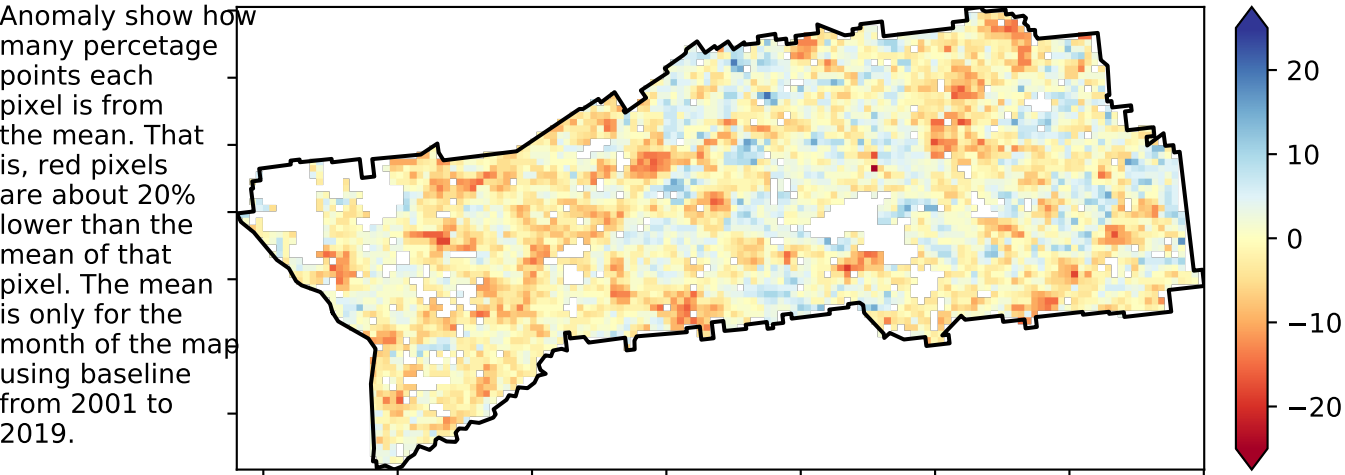 Anomaly show how
many percetage
points each
pixel is from
the mean. That
is, red pixels
are about 20%
lower than the
mean of that
pixel. The mean
is only for the
month of the map
using baseline
from 2001 to
2019.
20
10
0
−10
−20